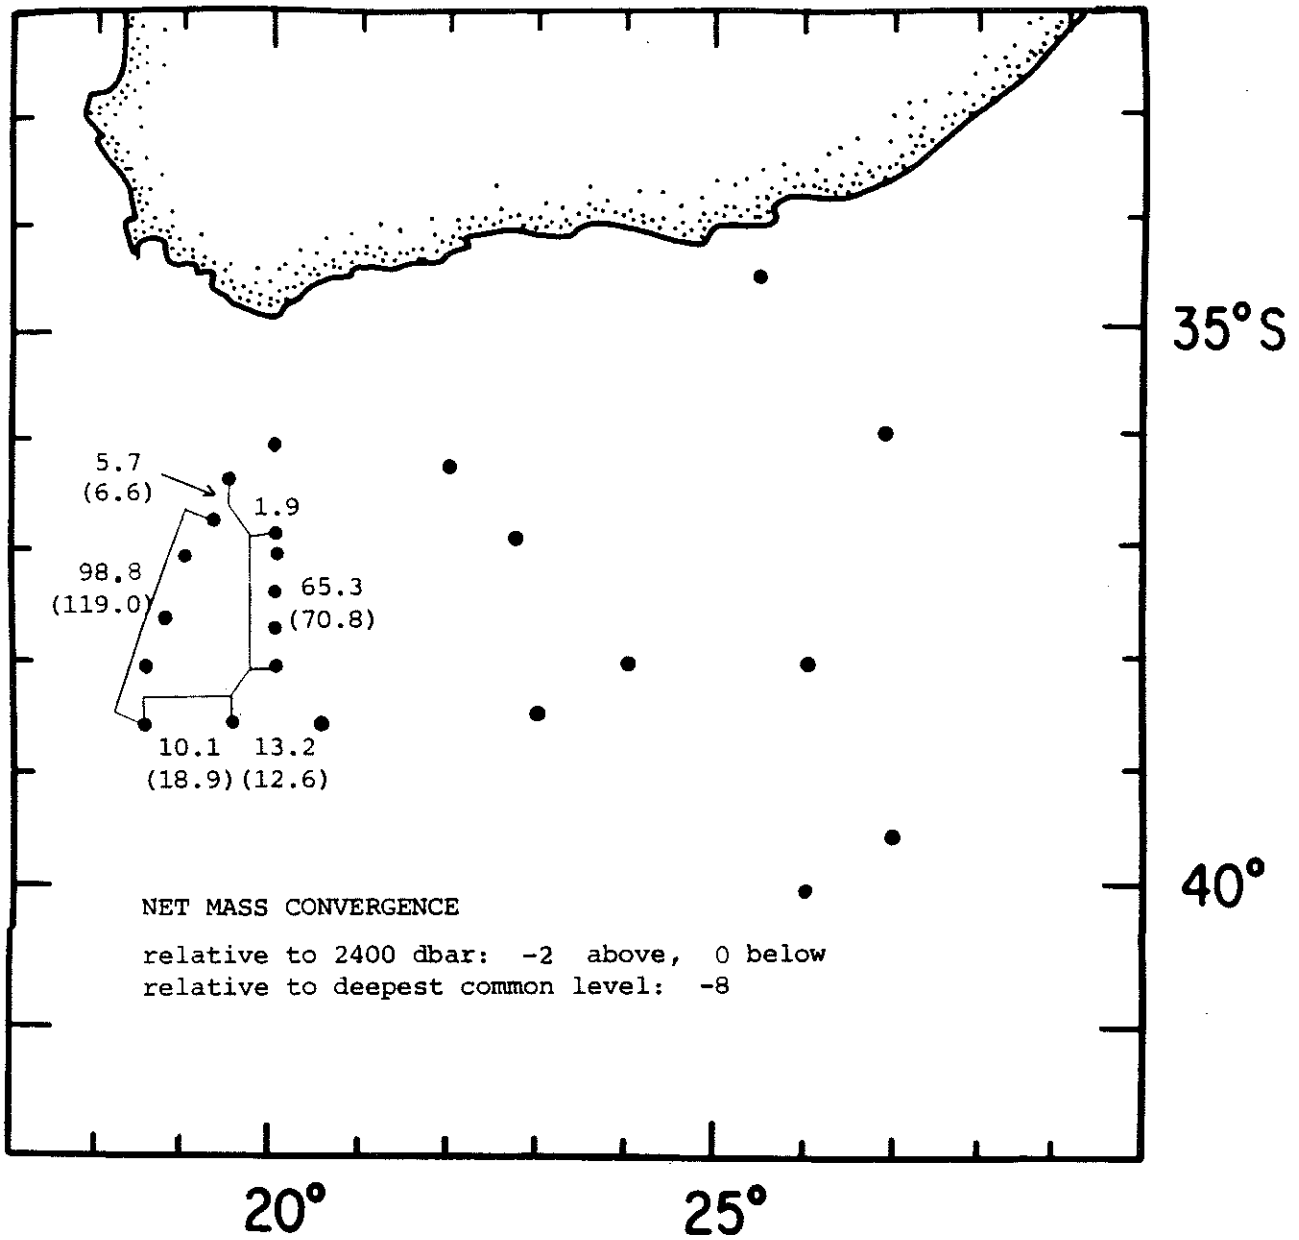 35°S
5.7
(6.6)
1.9
98.8
(119.0)
65.3
(70.8)
10.1 13.2
(18.9) (12.6)
40°
NET MASS CONVERGENCE
relative to 2400 dbar: -2 above, 0 below
relative to deepest common level: -8
20° 25°